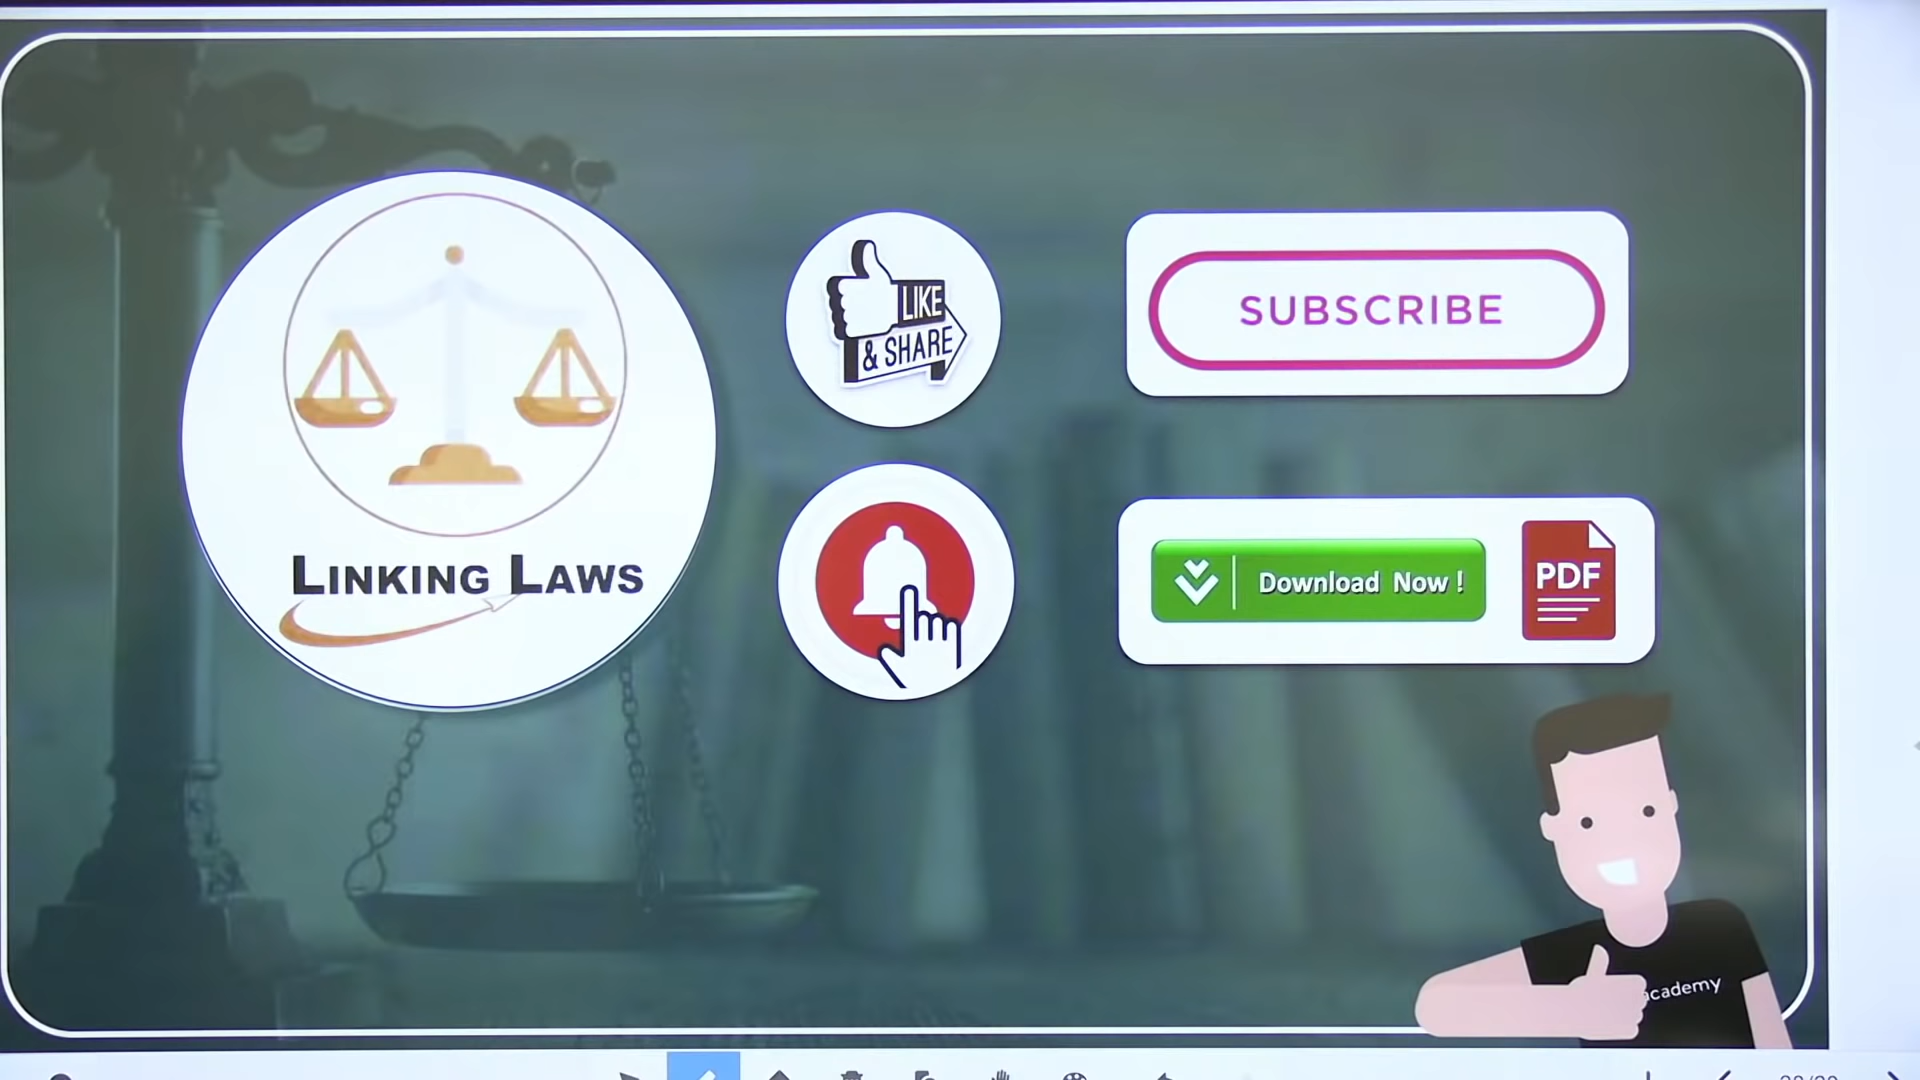 LINKING LAWS
LIKE
& SHARE
SUBSCRIBE
Download Now !
PDF
academy